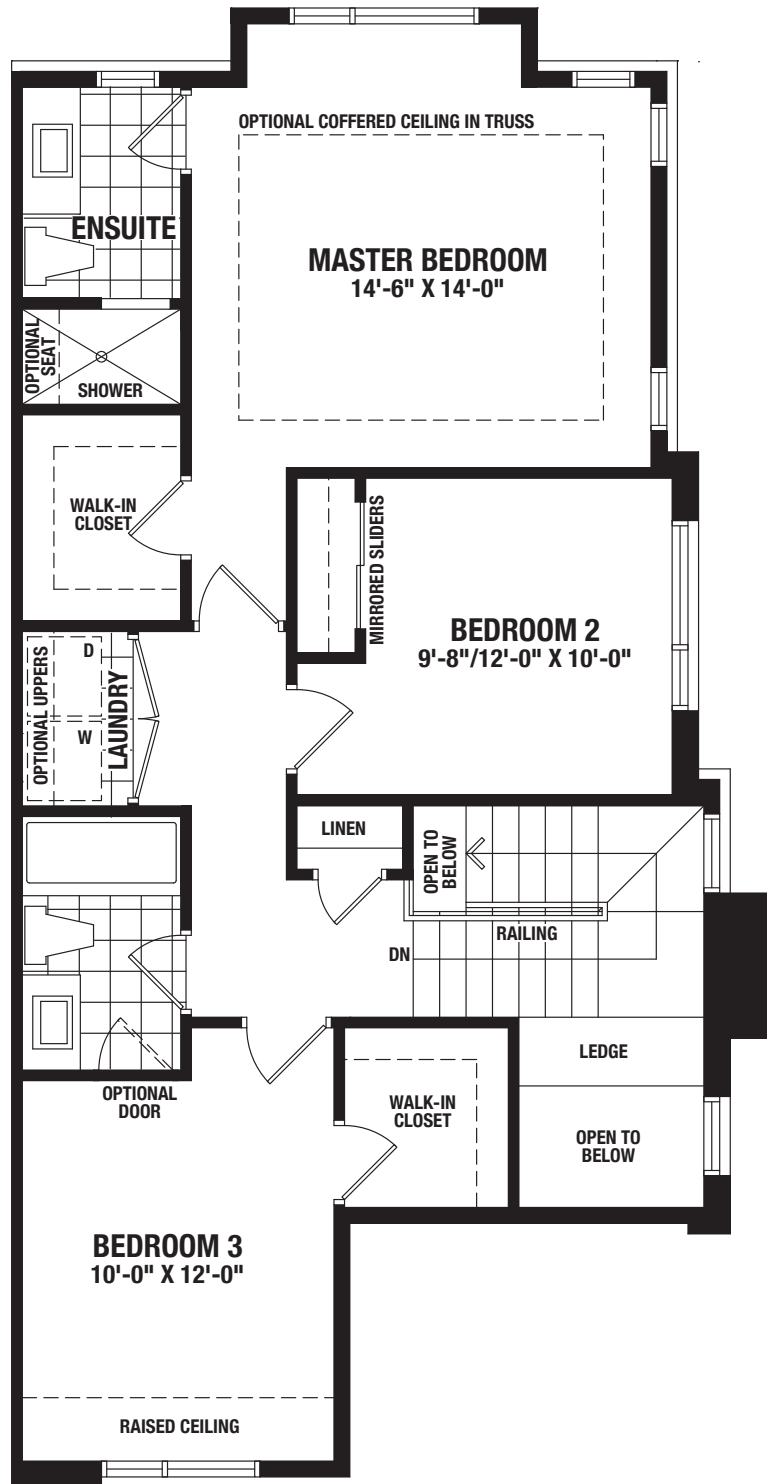 OPTIONAL COFFERED CEILING IN TRUSS
ENSUITE
MASTER BEDROOM
14'-6" X 14'-0"
OPTIONAL
SEAT
SHOWER
WALK-IN
CLOSET
MIRRORED SLIDERS
BEDROOM 2
9'-8"/12'-0" X 10'-0"
OPTIONAL UPPERS
D
W
LAUNDRY
LINEN
OPEN TO
BELOW
RAILING
DN
LEDGE
OPTIONAL
DOOR
WALK-IN
CLOSET
OPEN TO
BELOW
BEDROOM 3
10'-0" X 12'-0"
RAISED CEILING